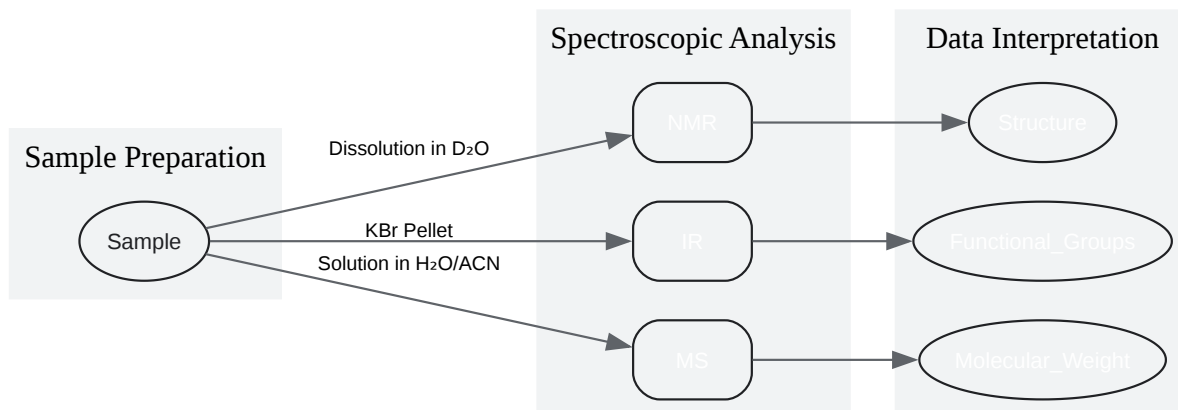 Sample Preparation
Sample
Dissolution in D₂O
KBr Pellet
Solution in H₂O/ACN
Spectroscopic Analysis
NMR
IR
MS
Data Interpretation
Structure
Functional_Groups
Molecular_Weight